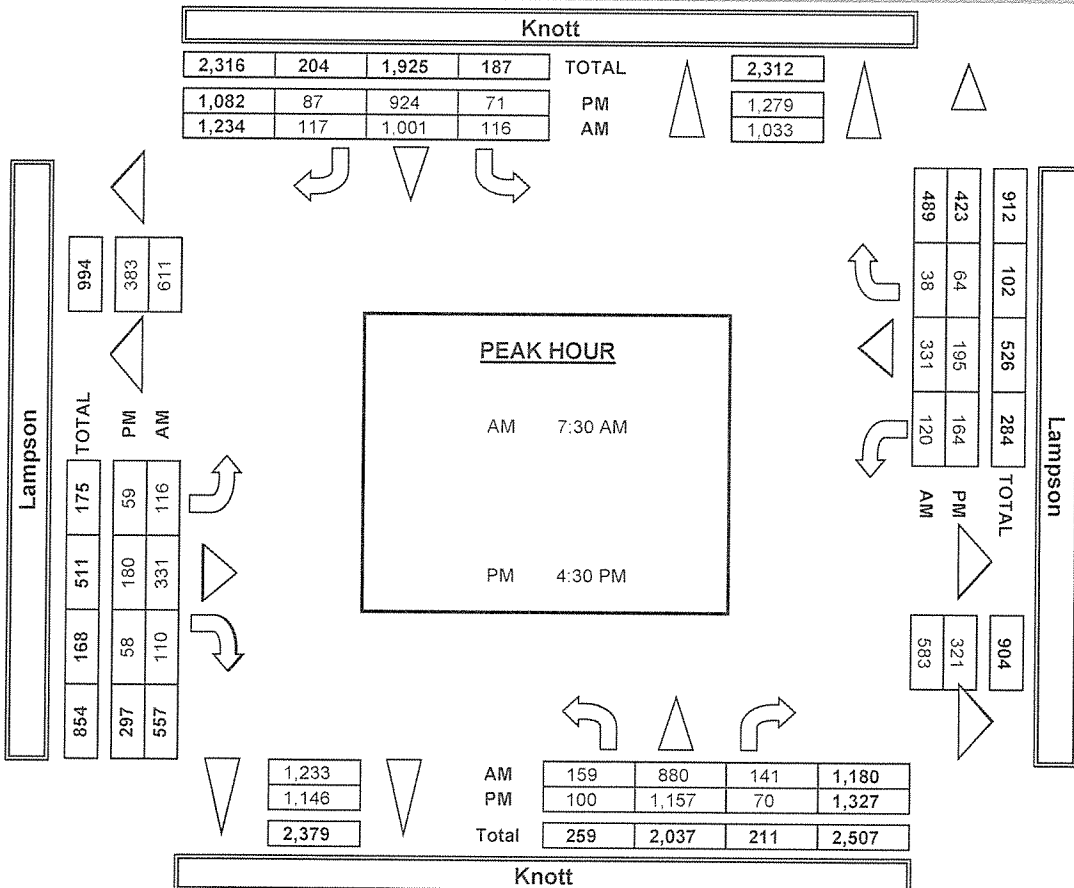 Knott
2,316 204 1,925 187 TOTAL 2,312
1,082 87 924 71 PM 1,279
1,234 117 1,001 116 AM 1,033
Lampson
994
383
611
TOTAL 175 511 168 854
PM 59 180 58 297
AM 116 331 110 557
PEAK HOUR
AM 7:30 AM
PM 4:30 PM
912 102 526 284 TOTAL
423 64 195 164 PM
489 38 331 120 AM
904
321
583
Lampson
1,233 AM 159 880 141 1,180
1,146 PM 100 1,157 70 1,327
2,379 Total 259 2,037 211 2,507
Knott